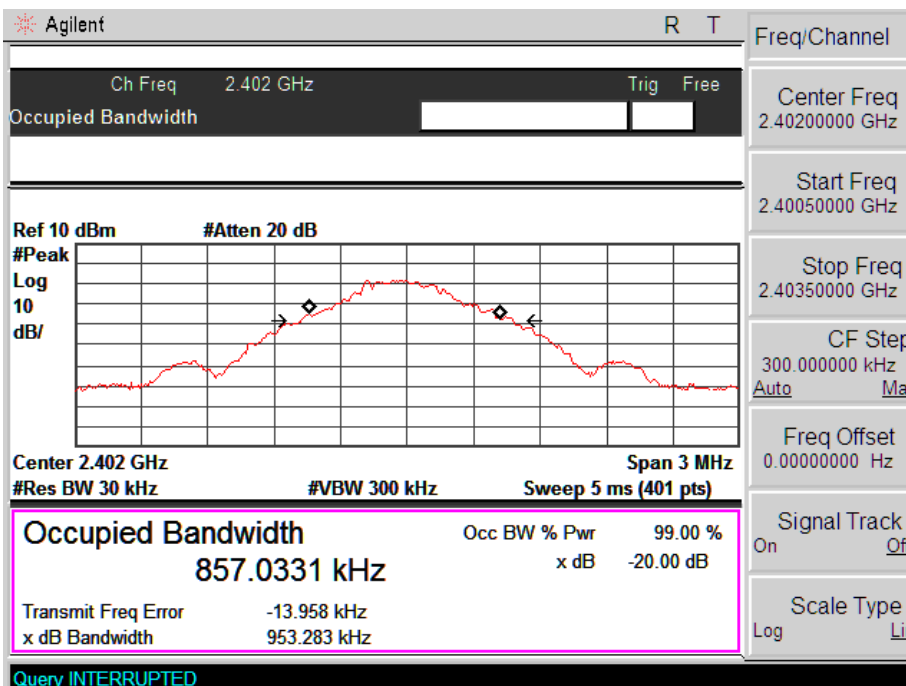 Agilent R T
Ch Freq 2.402 GHz Trig Free
Occupied Bandwidth
Ref 10 dBm #Atten 20 dB
#Peak
Log
10
dB/
Center 2.402 GHz Span 3 MHz
#Res BW 30 kHz #VBW 300 kHz Sweep 5 ms (401 pts)
Occupied Bandwidth Occ BW % Pwr 99.00 %
857.0331 kHz x dB -20.00 dB
Transmit Freq Error -13.958 kHz
x dB Bandwidth 953.283 kHz
Query INTERRUPTED
Freq/Channel
Center Freq
2.40200000 GHz
Start Freq
2.40050000 GHz
Stop Freq
2.40350000 GHz
CF Step
300.000000 kHz
Auto Ma
Freq Offset
0.00000000 Hz
Signal Track
On Of
Scale Type
Log Li